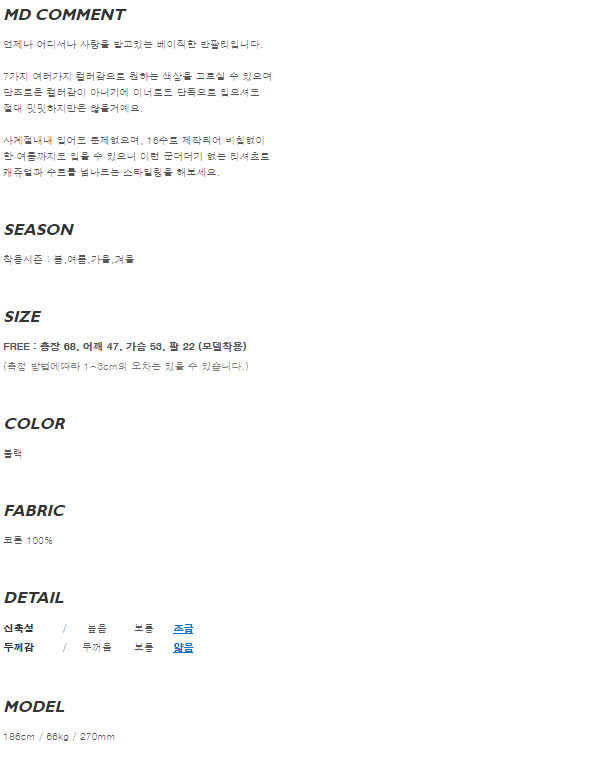 MD COMMENT
언제나 어디서나 사랑을 받고있는 베이직한 반팔티입니다.
7가지 여러가지 컬러감으로 원하는 색상을 고르실 수 있으며
단조로운 컬러감이 아니기에 이너로도 단독으로 입으셔도
절대 밋밋하지만은 않을거예요.
사계절내내 입어도 문제없으며, 16수로 제작되어 비침없이
한 여름까지도 입을 수 있으니 이런 군더더기 없는 티셔츠로
캐쥬얼과 수트를 넘나드는 스타일링을 해보세요.
SEASON
착용시즌 : 봄,여름,가을,겨울
SIZE
FREE : 총장 68, 어깨 47, 가슴 53, 팔 22 (모델착용)
(측정 방법에따라 1~3cm의 오차는 있을 수 있습니다.)
COLOR
블랙
FABRIC
코튼 100%
DETAIL
신축성 / 높음 보통 조금
두께감 / 두꺼움 보통 얇음
MODEL
186cm / 66kg / 270mm